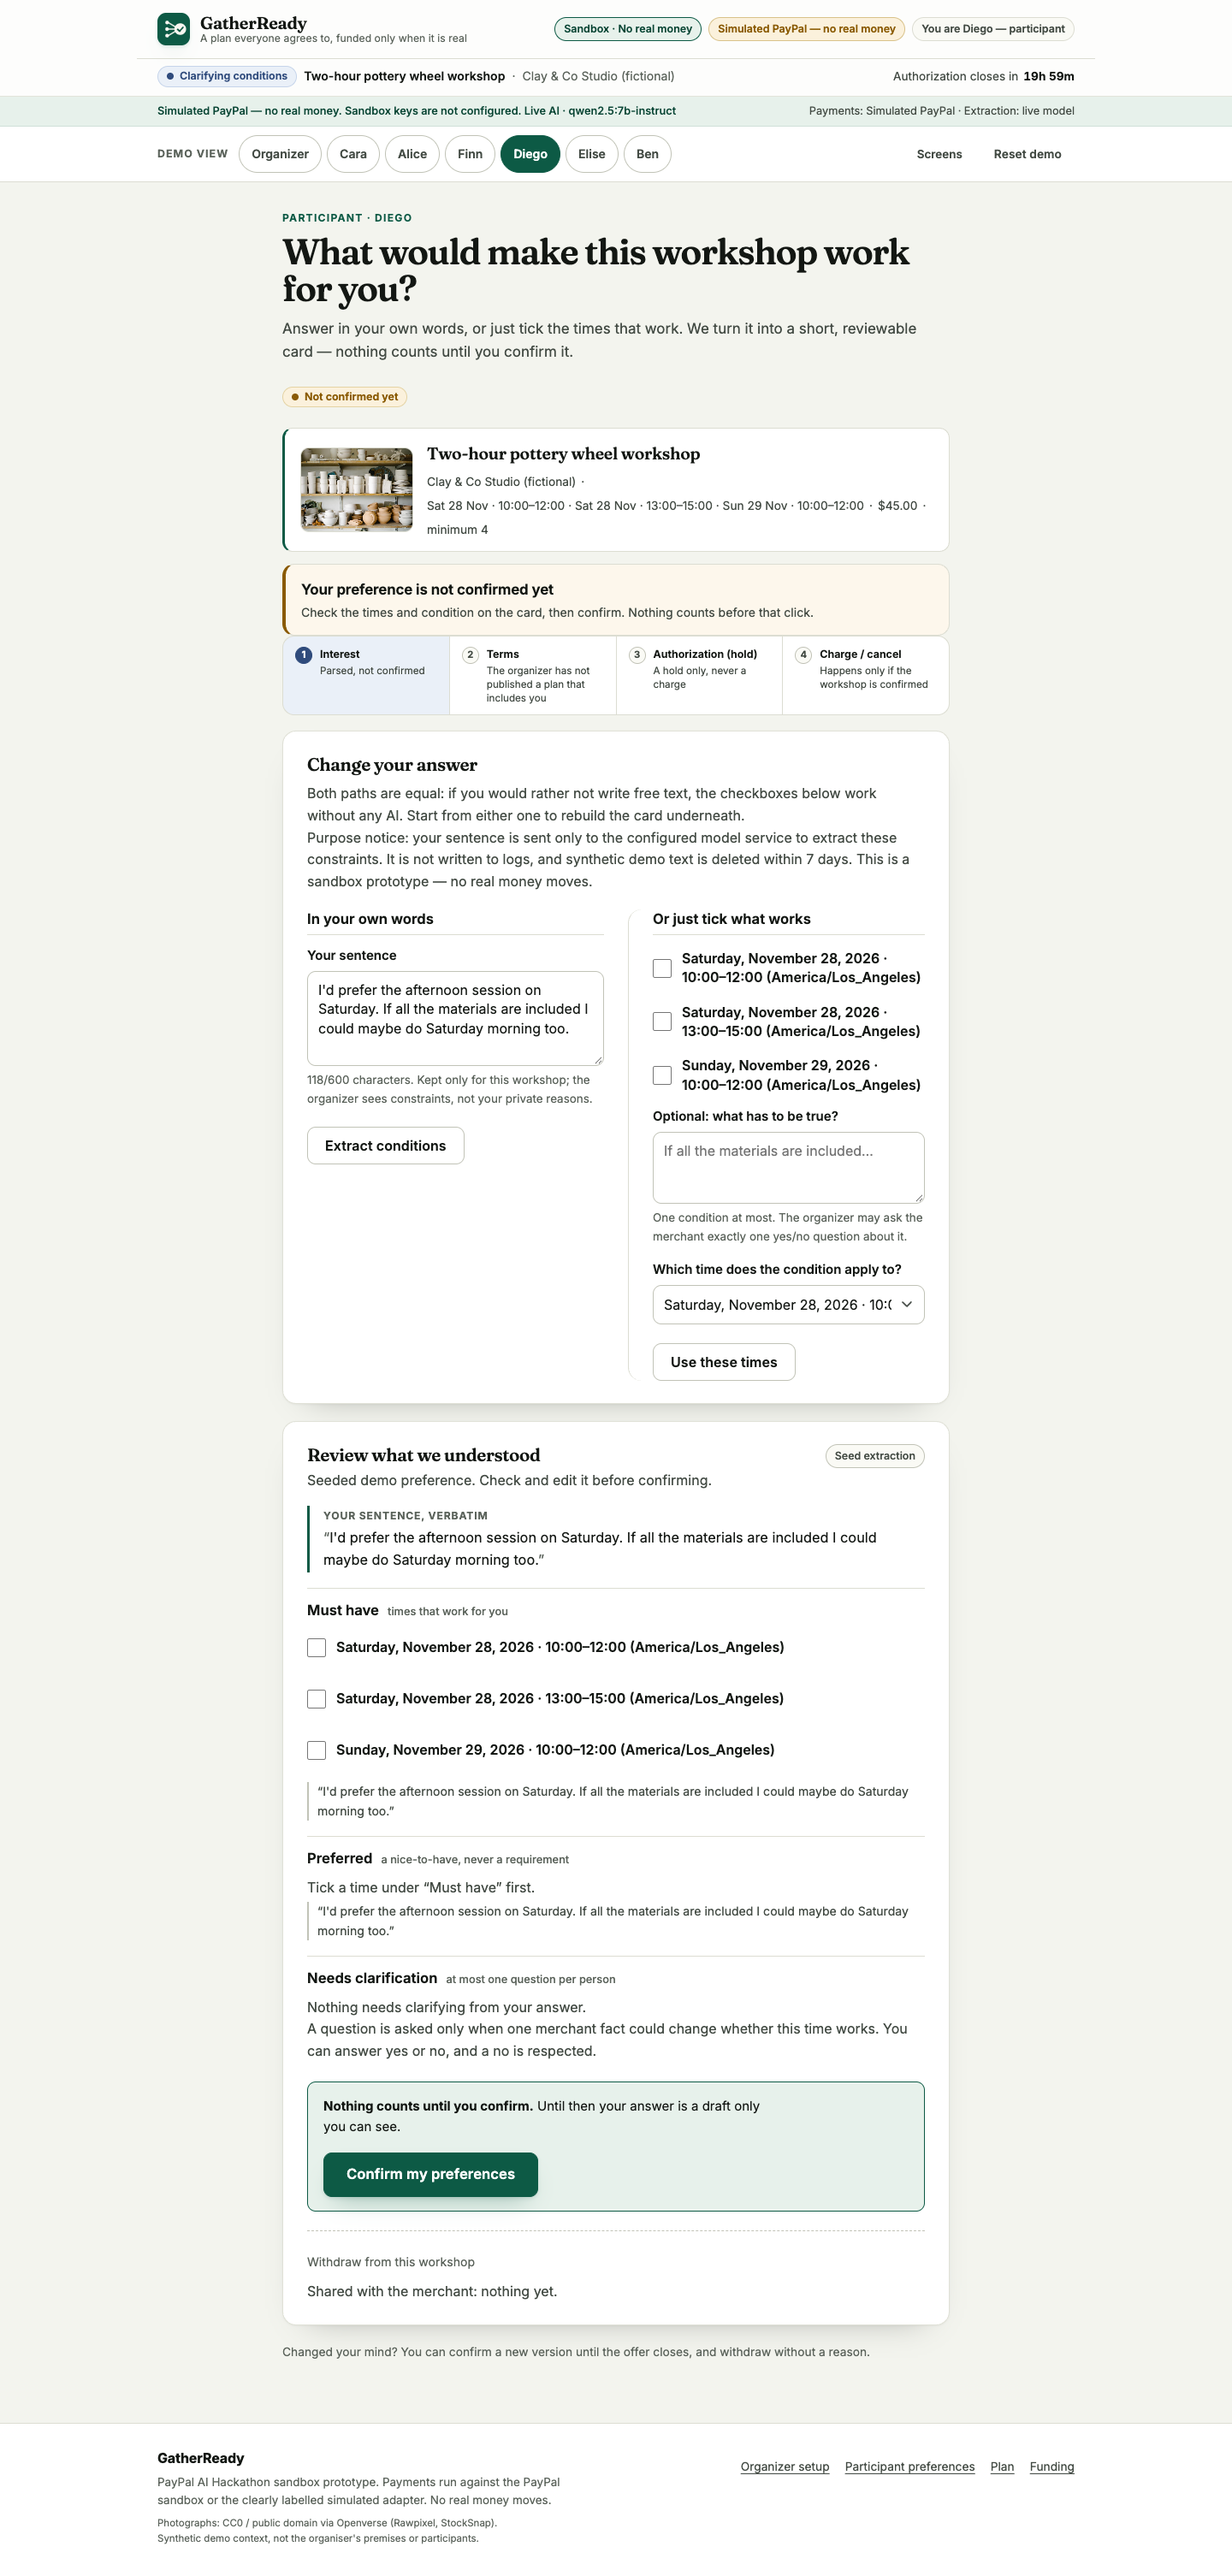 GatherReady
A plan everyone agrees to, funded only when it is real
Sandbox · No real money
Simulated PayPal — no real money
You are Diego — participant
Clarifying conditions
Two-hour pottery wheel workshop · Clay & Co Studio (fictional)
Authorization closes in 19h 59m
Simulated PayPal — no real money. Sandbox keys are not configured. Live AI · qwen2.5:7b-instruct
Payments: Simulated PayPal · Extraction: live model
DEMO VIEW
Organizer
Cara
Alice
Finn
Diego
Elise
Ben
Screens
Reset demo
PARTICIPANT · DIEGO
What would make this workshop work
for you?
Answer in your own words, or just tick the times that work. We turn it into a short, reviewable
card — nothing counts until you confirm it.
Not confirmed yet
Two-hour pottery wheel workshop
Clay & Co Studio (fictional) ·
Sat 28 Nov · 10:00–12:00 · Sat 28 Nov · 13:00–15:00 · Sun 29 Nov · 10:00–12:00 · $45.00 ·
minimum 4
Your preference is not confirmed yet
Check the times and condition on the card, then confirm. Nothing counts before that click.
1 Interest
Parsed, not confirmed
2 Terms
The organizer has not
published a plan that
includes you
3 Authorization (hold)
A hold only, never a
charge
4 Charge / cancel
Happens only if the
workshop is confirmed
Change your answer
Both paths are equal: if you would rather not write free text, the checkboxes below work
without any AI. Start from either one to rebuild the card underneath.
Purpose notice: your sentence is sent only to the configured model service to extract these
constraints. It is not written to logs, and synthetic demo text is deleted within 7 days. This is a
sandbox prototype — no real money moves.
In your own words
Your sentence
I'd prefer the afternoon session on
Saturday. If all the materials are included I
could maybe do Saturday morning too.
118/600 characters. Kept only for this workshop; the
organizer sees constraints, not your private reasons.
Extract conditions
Or just tick what works
Saturday, November 28, 2026 ·
10:00–12:00 (America/Los_Angeles)
Saturday, November 28, 2026 ·
13:00–15:00 (America/Los_Angeles)
Sunday, November 29, 2026 ·
10:00–12:00 (America/Los_Angeles)
Optional: what has to be true?
If all the materials are included…
One condition at most. The organizer may ask the
merchant exactly one yes/no question about it.
Which time does the condition apply to?
Saturday, November 28, 2026 · 10:0
Use these times
Review what we understood
Seed extraction
Seeded demo preference. Check and edit it before confirming.
YOUR SENTENCE, VERBATIM
“I'd prefer the afternoon session on Saturday. If all the materials are included I could
maybe do Saturday morning too.”
Must have times that work for you
Saturday, November 28, 2026 · 10:00–12:00 (America/Los_Angeles)
Saturday, November 28, 2026 · 13:00–15:00 (America/Los_Angeles)
Sunday, November 29, 2026 · 10:00–12:00 (America/Los_Angeles)
“I'd prefer the afternoon session on Saturday. If all the materials are included I could maybe do Saturday
morning too.”
Preferred a nice-to-have, never a requirement
Tick a time under “Must have” first.
“I'd prefer the afternoon session on Saturday. If all the materials are included I could maybe do Saturday
morning too.”
Needs clarification at most one question per person
Nothing needs clarifying from your answer.
A question is asked only when one merchant fact could change whether this time works. You
can answer yes or no, and a no is respected.
Nothing counts until you confirm. Until then your answer is a draft only
you can see.
Confirm my preferences
Withdraw from this workshop
Shared with the merchant: nothing yet.
Changed your mind? You can confirm a new version until the offer closes, and withdraw without a reason.
GatherReady
PayPal AI Hackathon sandbox prototype. Payments run against the PayPal
sandbox or the clearly labelled simulated adapter. No real money moves.
Photographs: CC0 / public domain via Openverse (Rawpixel, StockSnap).
Synthetic demo context, not the organiser's premises or participants.
Organizer setup
Participant preferences
Plan
Funding